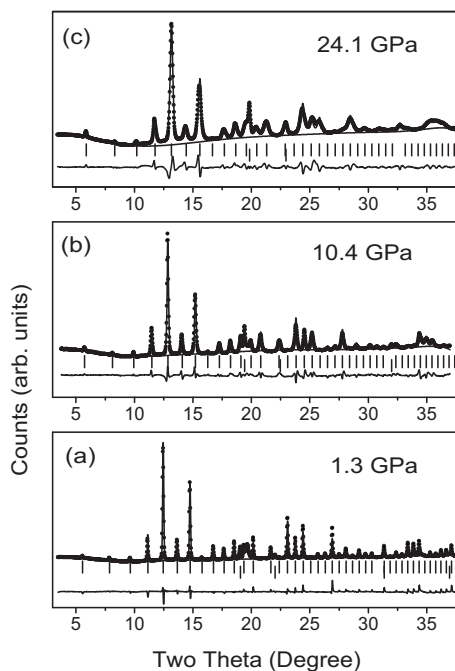 (c)
24.1 GPa
5 10 15 20 25 30 35
(b)
10.4 GPa
5 10 15 20 25 30 35
(a)
1.3 GPa
5 10 15 20 25 30 35
Two Theta (Degree)
Counts (arb. units)